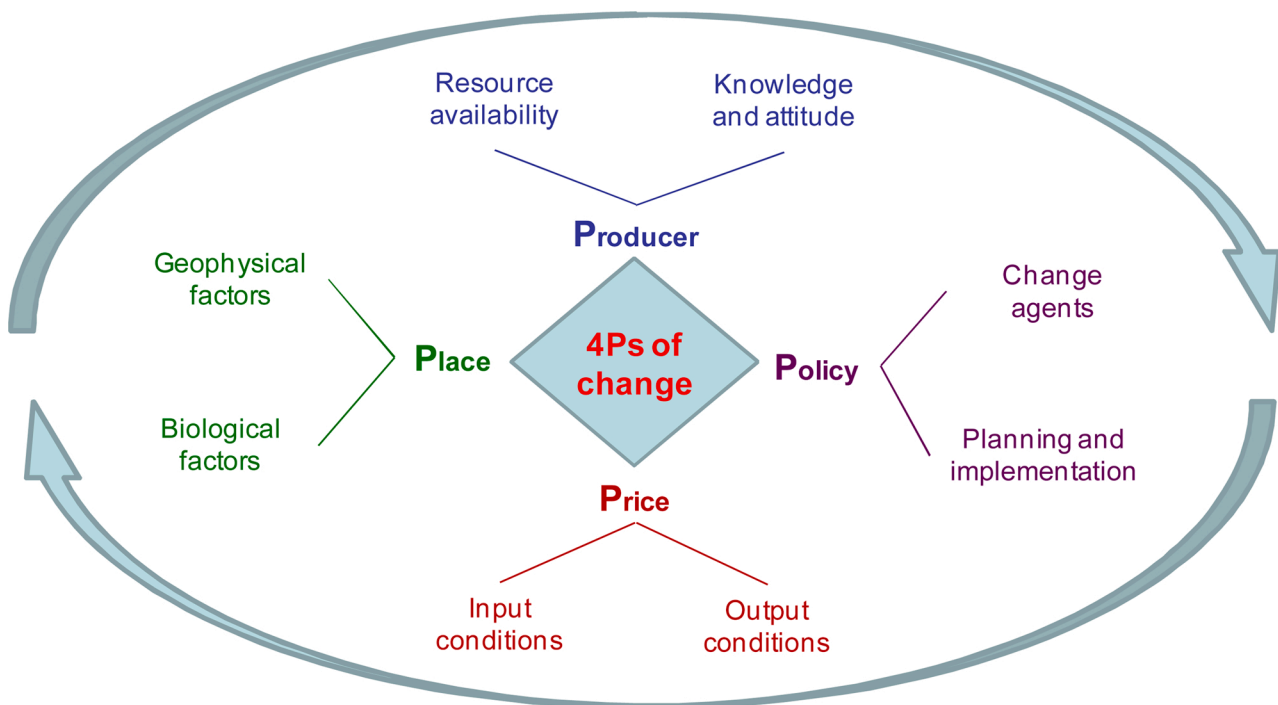 Resource
availability
Knowledge
and attitude
Producer
Geophysical
factors
Biological
factors
Place
4Ps of
change
Policy
Change
agents
Planning and
implementation
Price
Input
conditions
Output
conditions